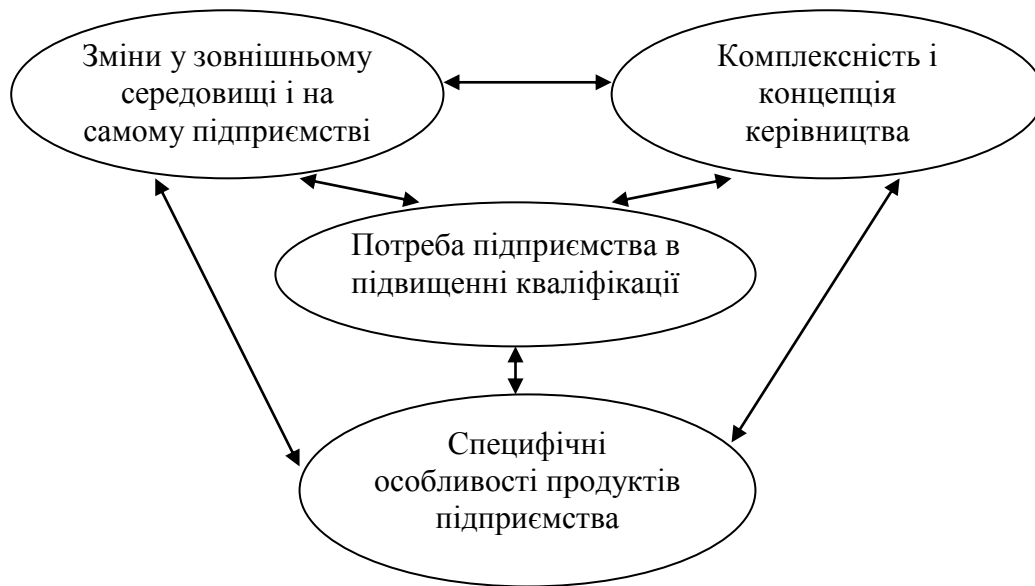 Зміни у зовнішньому
середовищі і на
самому підприємстві
Комплексність і
концепція
керівництва
Потреба підприємства в
підвищенні кваліфікації
Специфічні
особливості продуктів
підприємства